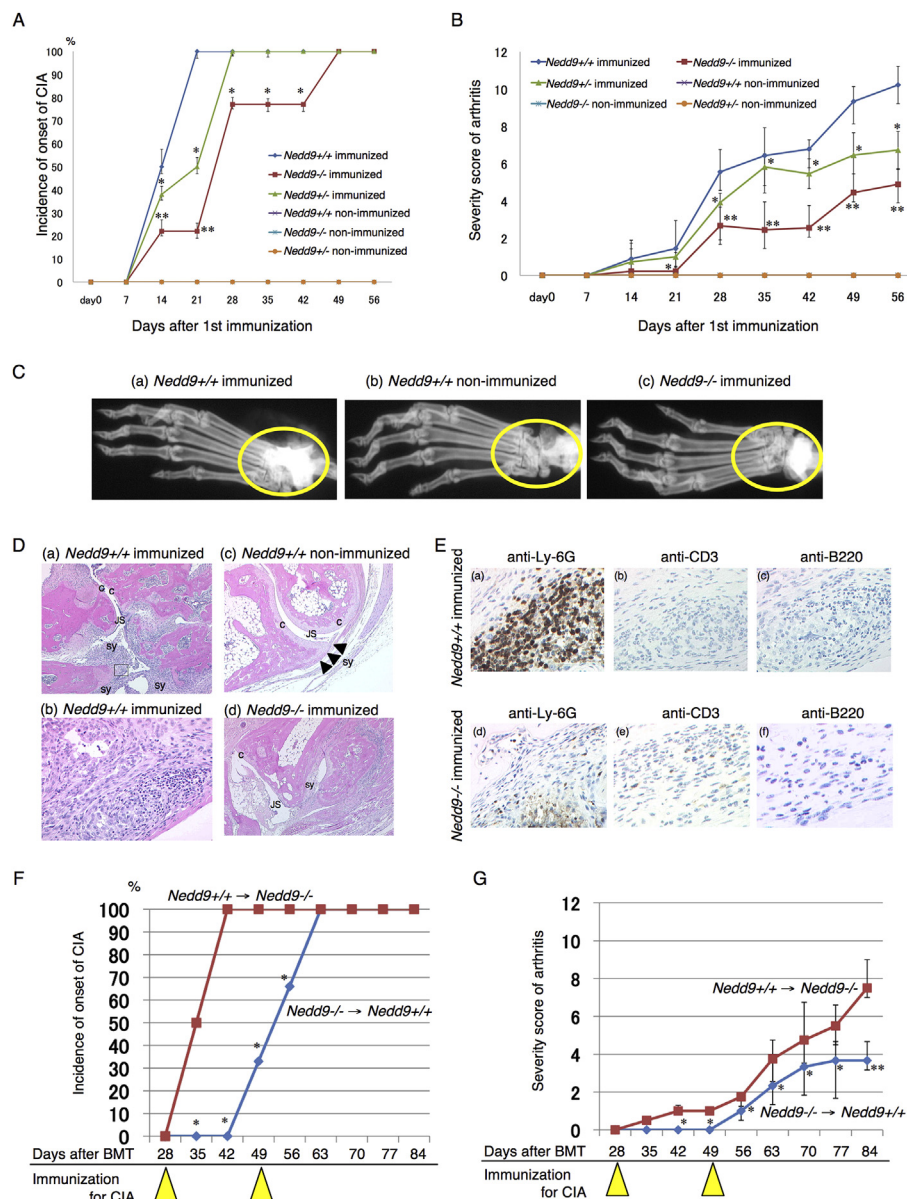 A
%
Incidence of onset of CIA
100
90
80
70
60
50
40
30
20
10
0
* ** * ** * * *
Nedd9+/+ immunized
Nedd9-/- immunized
Nedd9+/- immunized
Nedd9+/+ non-immunized
Nedd9-/- non-immunized
Nedd9+/- non-immunized
day0 7 14 21 28 35 42 49 56
Days after 1st immunization
B
Severity score of arthritis
12
10
8
6
4
2
0
Nedd9+/+ immunized Nedd9-/- immunized
Nedd9+/- immunized Nedd9+/+ non-immunized
Nedd9-/- non-immunized Nedd9+/- non-immunized
* * ** * ** * ** * ** * **
day0 7 14 21 28 35 42 49 56
Days after 1st immunization
C
(a) Nedd9+/+ immunized (b) Nedd9+/+ non-immunized (c) Nedd9-/- immunized
D
(a) Nedd9+/+ immunized (c) Nedd9+/+ non-immunized
G C JS sy sy sy
C JS C sy
(b) Nedd9+/+ immunized (d) Nedd9-/- immunized
C JS sy
E
anti-Ly-6G anti-CD3 anti-B220
Nedd9+/+ immunized
(a) (b) (c)
anti-Ly-6G anti-CD3 anti-B220
Nedd9-/- immunized
(d) (e) (f)
F
%
Incidence of onset of CIA
100
90
80
70
60
50
40
30
20
10
0
Nedd9+/+ → Nedd9-/-
Nedd9-/- → Nedd9+/+
* * * *
Days after BMT 28 35 42 49 56 63 70 77 84
Immunization
for CIA
G
Severity score of arthritis
12
10
8
6
4
2
0
Nedd9+/+ → Nedd9-/-
Nedd9-/- → Nedd9+/+
* * * * * * **
Days after BMT 28 35 42 49 56 63 70 77 84
Immunization
for CIA